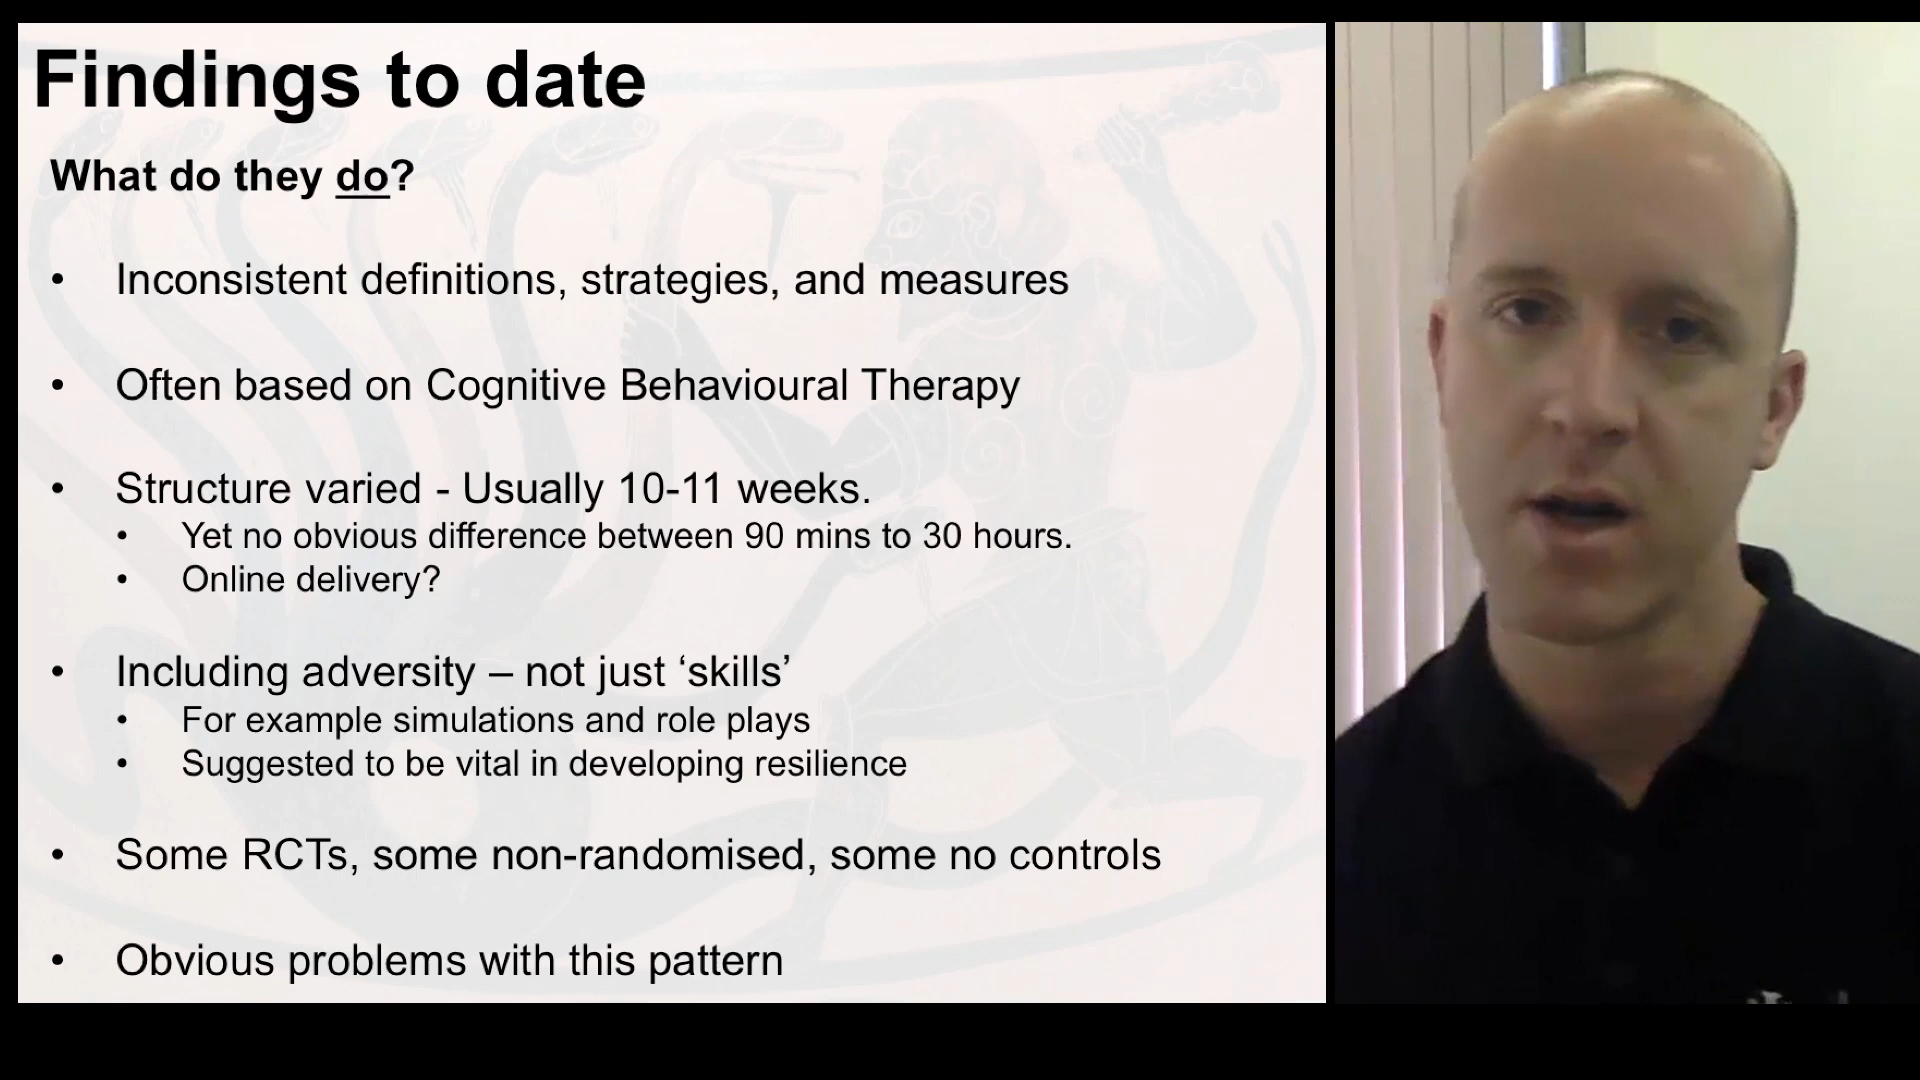 Findings to date
What do they do?
• Inconsistent definitions, strategies, and measures
• Often based on Cognitive Behavioural Therapy
• Structure varied - Usually 10-11 weeks.
• Yet no obvious difference between 90 mins to 30 hours.
• Online delivery?
• Including adversity – not just ‘skills’
• For example simulations and role plays
• Suggested to be vital in developing resilience
• Some RCTs, some non-randomised, some no controls
• Obvious problems with this pattern